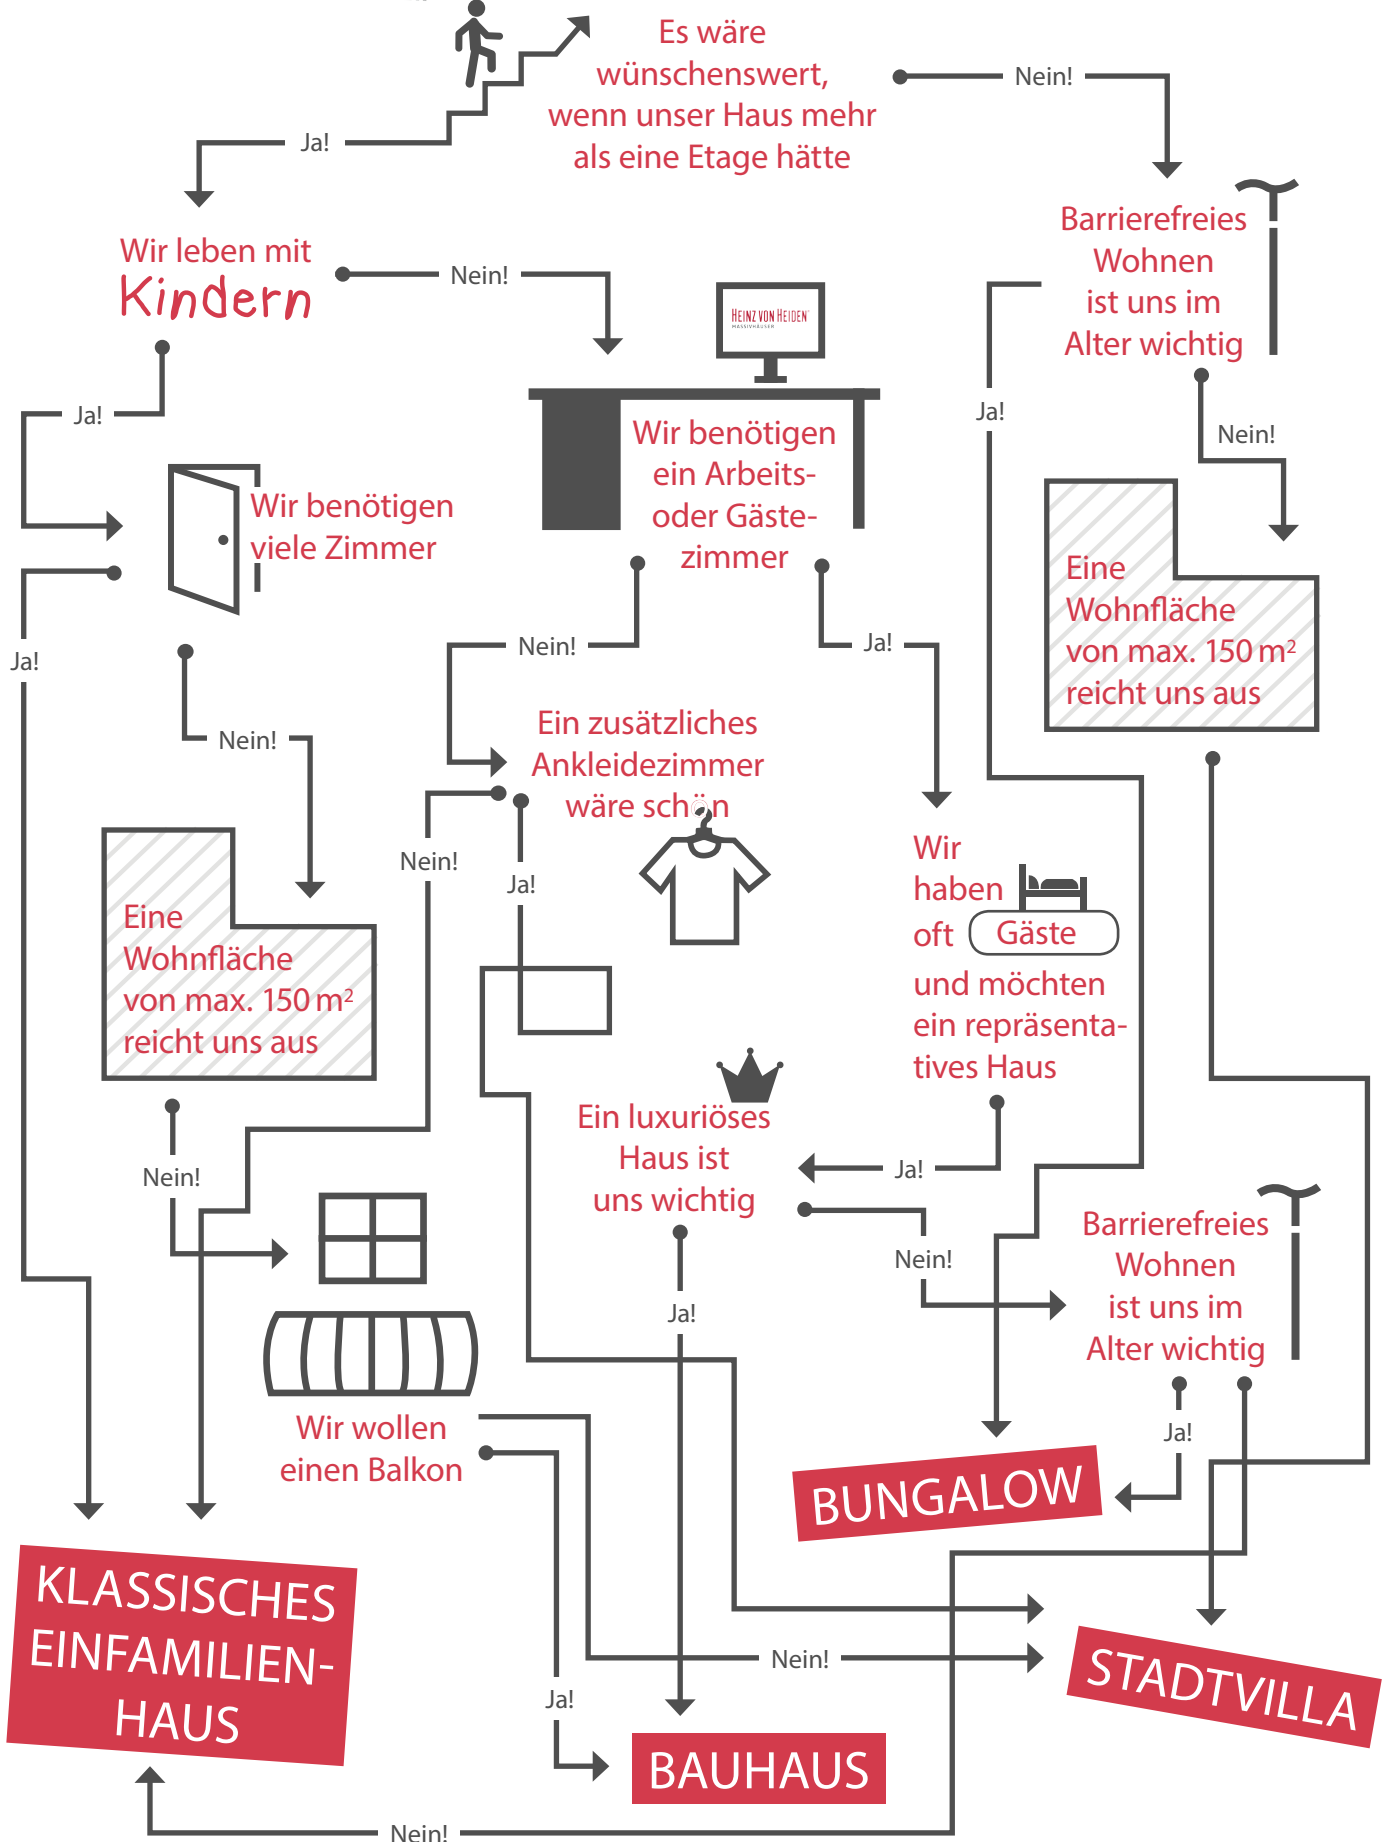 Es wäre
wünschenswert,
wenn unser Haus mehr
als eine Etage hätte
Nein!
Ja!
Barrierefreies
Wohnen
ist uns im
Alter wichtig
Wir leben mit
Kindern
Nein!
HEINZ VON HEIDEN
MASSIVHÄUSER
Ja!
Ja!
Nein!
Wir benötigen
ein Arbeits-
oder Gäste-
zimmer
Wir benötigen
viele Zimmer
Eine
Wohnfläche
von max. 150 m²
reicht uns aus
Ja!
Nein!
Ja!
Nein!
Ein zusätzliches
Ankleidezimmer
wäre schön
Nein!
Ja!
Wir
haben
oft Gäste
und möchten
ein repräsenta-
tives Haus
Eine
Wohnfläche
von max. 150 m²
reicht uns aus
Ein luxuriöses
Haus ist
uns wichtig
Ja!
Nein!
Nein!
Barrierefreies
Wohnen
ist uns im
Alter wichtig
Ja!
Wir wollen
einen Balkon
Ja!
BUNGALOW
KLASSISCHES
EINFAMILIEN-
HAUS
Nein!
Ja!
STADTVILLA
BAUHAUS
Nein!